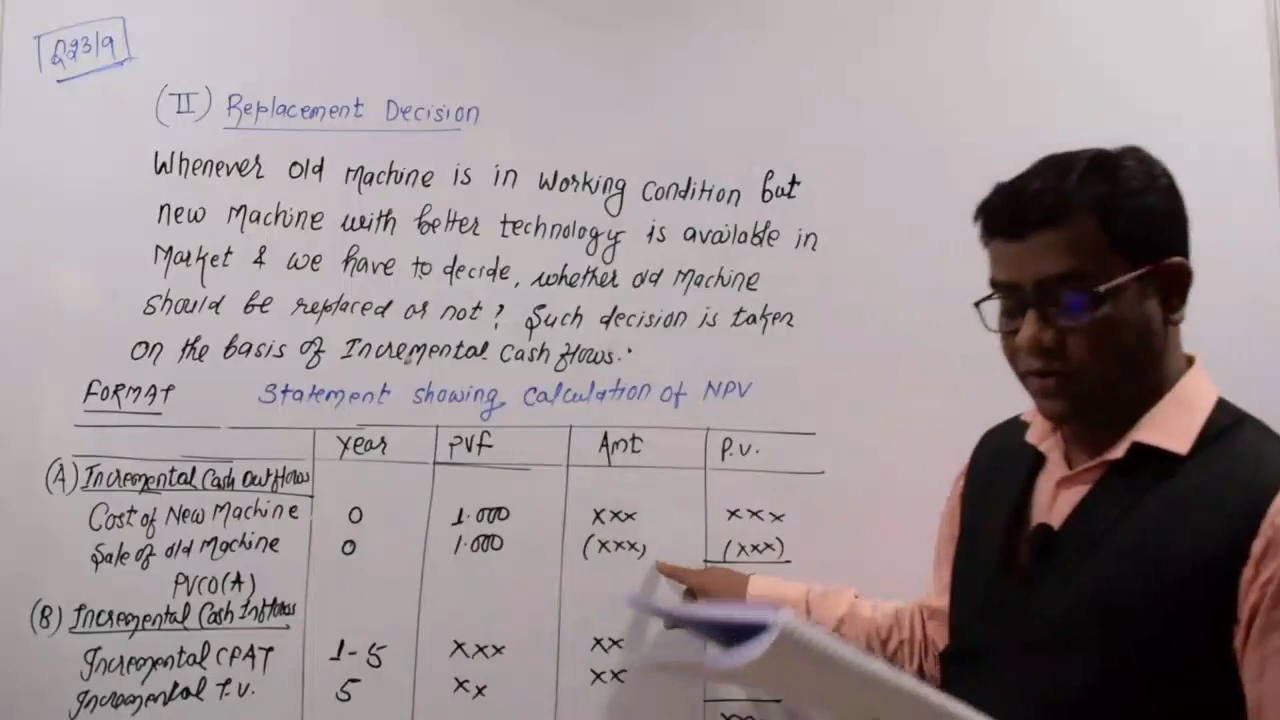 Q23/9
(II) Replacement Decision
Whenever old Machine is in working condition but
new Machine with better technology is available in
Market & we have to decide, whether old Machine
should be replaced or not? Such decision is taken
on the basis of Incremental Cash flows.
FORMAT Statement showing calculation of NPV
Year PVF Amt P.V.
(A) Incremental Cash Outflows
Cost of New Machine 0 1.000 xxx xxx
Sale of old Machine 0 1.000 (xxx) (xxx)
PVCO(A)
(B) Incremental Cash Inflows
Incremental CFAT 1-5 xxx xx
Incremental T.V. 5 xx xx